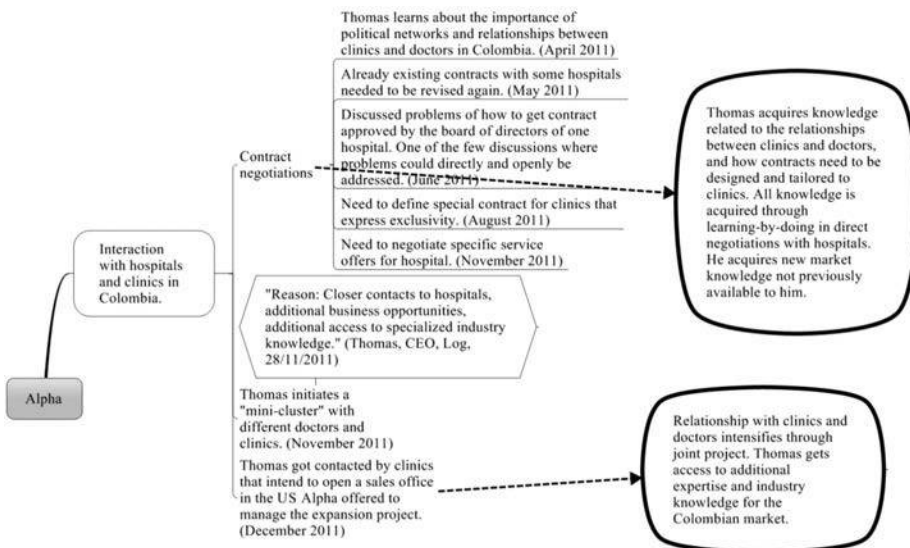 Thomas learns about the importance of
political networks and relationships between
clinics and doctors in Colombia. (April 2011)
Already existing contracts with some hospitals
needed to be revised again. (May 2011)
Discussed problems of how to get contract
approved by the board of directors of one
hospital. One of the few discussions where
problems could directly and openly be
addressed. (June 2011)
Need to define special contract for clinics that
express exclusivity. (August 2011)
Need to negotiate specific service
offers for hospital. (November 2011)
Contract
negotiations
Thomas acquires knowledge
related to the relationships
between clinics and doctors,
and how contracts need to be
designed and tailored to
clinics. All knowledge is
acquired through
learning-by-doing in direct
negotiations with hospitals.
He acquires new market
knowledge not previously
available to him.
Interaction
with hospitals
and clinics in
Colombia.
"Reason: Closer contacts to hospitals,
additional business opportunities,
additional access to specialized industry
knowledge." (Thomas, CEO, Log,
28/11/2011)
Alpha
Thomas initiates a
"mini-cluster" with
different doctors and
clinics. (November 2011)
Thomas got contacted by clinics
that intend to open a sales office
in the US Alpha offered to
manage the expansion project.
(December 2011)
Relationship with clinics and
doctors intensifies through
joint project. Thomas gets
access to additional
expertise and industry
knowledge for the
Colombian market.